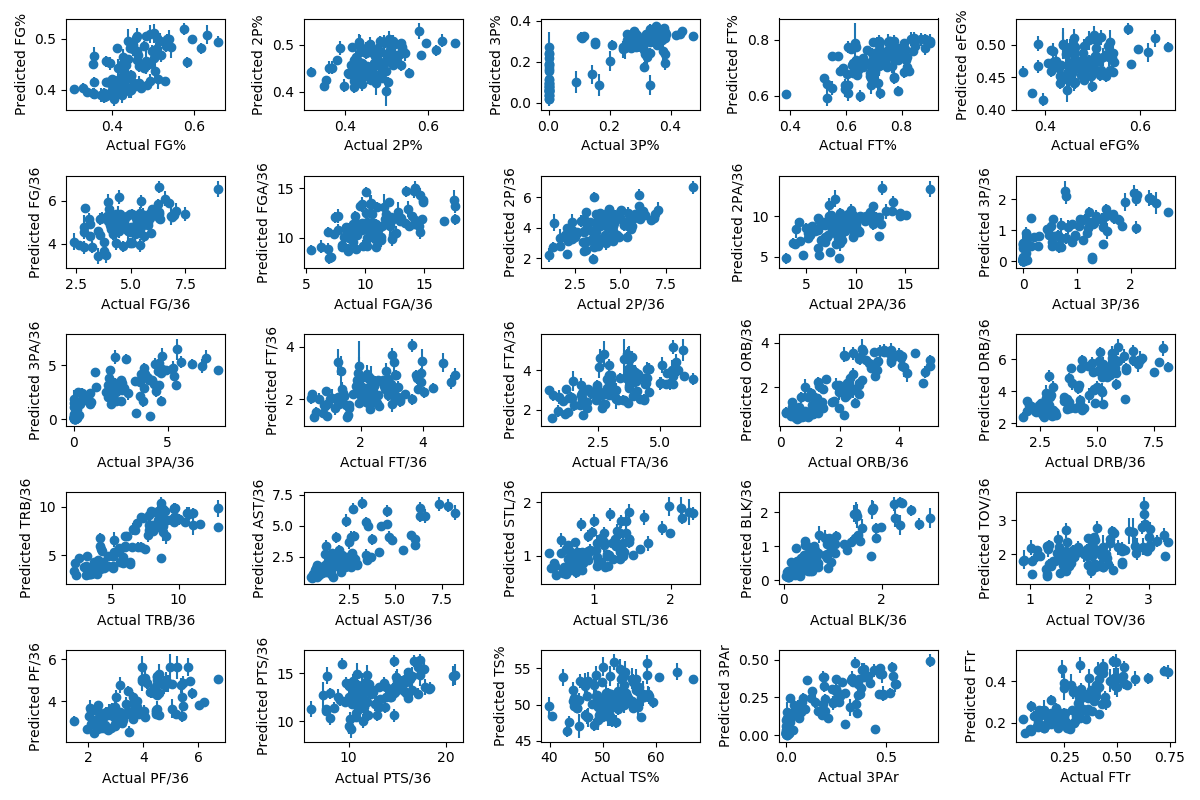 Predicted FG%
0.5
0.4
0.4
0.6
Actual FG%
Predicted 2P%
0.5
0.4
0.4
0.6
Actual 2P%
Predicted 3P%
0.4
0.2
0.0
0.0
0.2
0.4
Actual 3P%
Predicted FT%
0.8
0.6
0.4
0.6
0.8
Actual FT%
Predicted eFG%
0.50
0.45
0.40
0.4
0.6
Actual eFG%
Predicted FG/36
6
4
2.5
5.0
7.5
Actual FG/36
Predicted FGA/36
15
10
5
10
15
Actual FGA/36
Predicted 2P/36
6
4
2
2.5
5.0
7.5
Actual 2P/36
Predicted 2PA/36
10
5
5
10
15
Actual 2PA/36
Predicted 3P/36
2
1
0
0
1
2
Actual 3P/36
Predicted 3PA/36
5
0
0
5
Actual 3PA/36
Predicted FT/36
4
2
2
4
Actual FT/36
Predicted FTA/36
4
2
2.5
5.0
Actual FTA/36
Predicted ORB/36
4
2
0
2
4
Actual ORB/36
Predicted DRB/36
6
4
2
2.5
5.0
7.5
Actual DRB/36
Predicted TRB/36
10
5
5
10
Actual TRB/36
Predicted AST/36
7.5
5.0
2.5
2.5
5.0
7.5
Actual AST/36
Predicted STL/36
2
1
1
2
Actual STL/36
Predicted BLK/36
2
1
0
0
2
Actual BLK/36
Predicted TOV/36
3
2
1
2
3
Actual TOV/36
Predicted PF/36
6
4
2
4
6
Actual PF/36
Predicted PTS/36
15
10
10
15
20
Actual PTS/36
Predicted TS%
55
50
45
40
50
60
Actual TS%
Predicted 3PAr
0.50
0.25
0.00
0.0
0.5
Actual 3PAr
Predicted FTr
0.4
0.2
0.25
0.50
0.75
Actual FTr